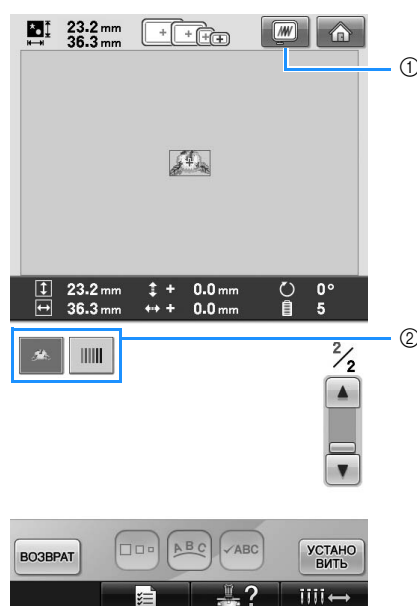 23.2 mm
36.3 mm
①
23.2 mm + 0.0 mm 0°
36.3 mm + 0.0 mm 5
②
2/2
ВОЗВРАТ
ABC
✓ABC
УСТАНО
ВИТЬ
?